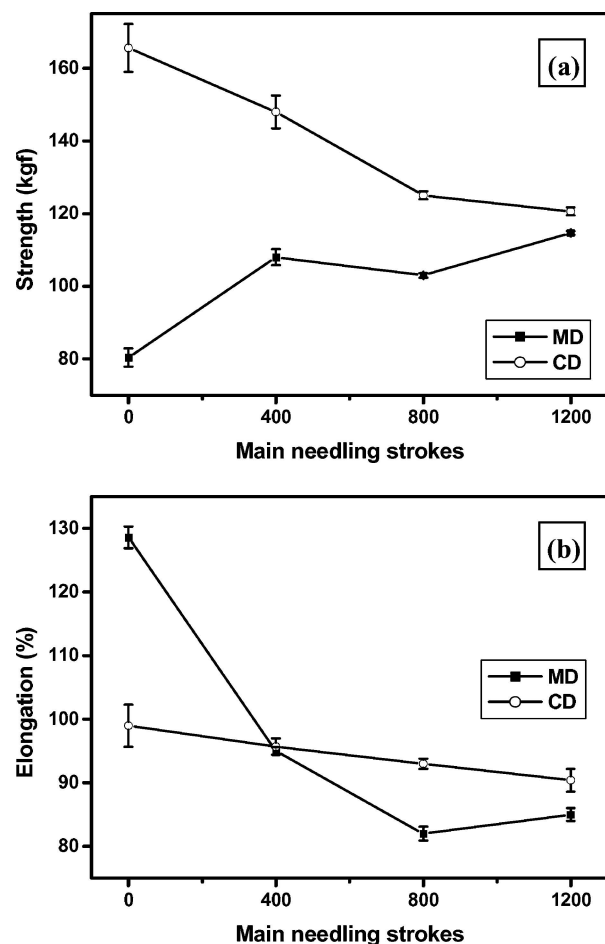 (a)
160
140
120
100
80
Strength (kgf)
MD
CD
0 400 800 1200
Main needling strokes
(b)
130
120
110
100
90
80
Elongation (%)
MD
CD
0 400 800 1200
Main needling strokes